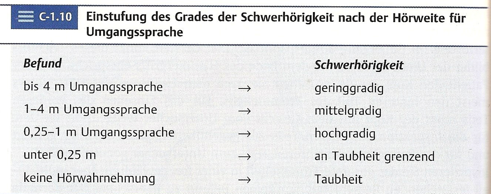 C-1.10 Einstufung des Grades der Schwerhörigkeit nach der Hörweite für
Umgangssprache
Befund Schwerhörigkeit
bis 4 m Umgangssprache → geringgradig
1–4 m Umgangssprache → mittelgradig
0,25–1 m Umgangssprache → hochgradig
unter 0,25 m → an Taubheit grenzend
keine Hörwahrnehmung → Taubheit